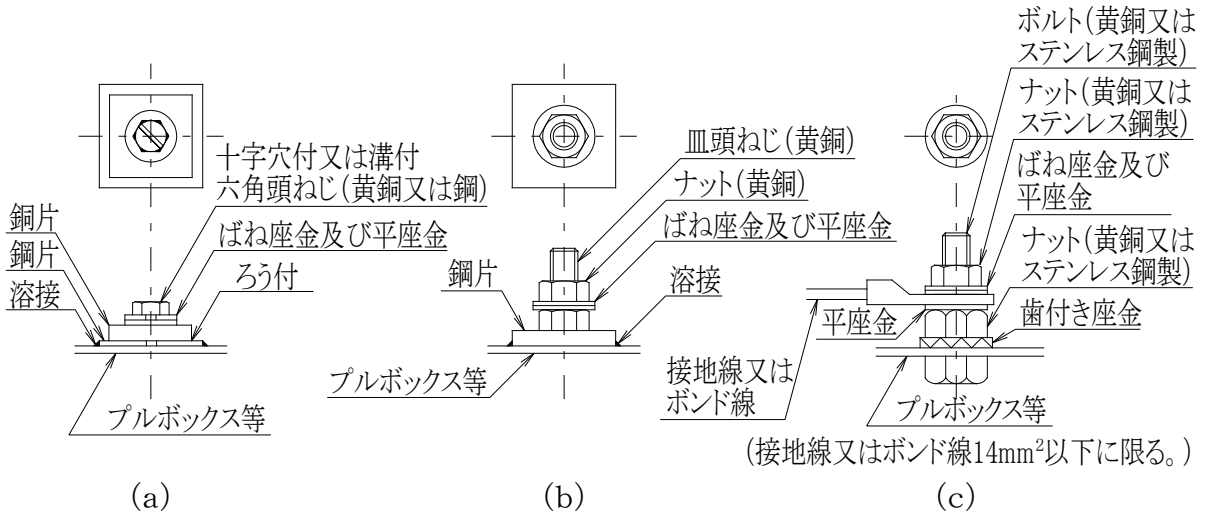 十字穴付又は溝付
六角頭ねじ(黄銅又は鋼)
ばね座金及び平座金
銅片
鋼片
溶接
ろう付
プルボックス等
(a)
皿頭ねじ(黄銅)
ナット(黄銅)
ばね座金及び平座金
鋼片
溶接
プルボックス等
(b)
ボルト(黄銅又は
ステンレス鋼製)
ナット(黄銅又は
ステンレス鋼製)
ばね座金及び
平座金
ナット(黄銅又は
ステンレス鋼製)
平座金
歯付き座金
接地線又は
ボンド線
プルボックス等
(接地線又はボンド線14mm²以下に限る。)
(c)